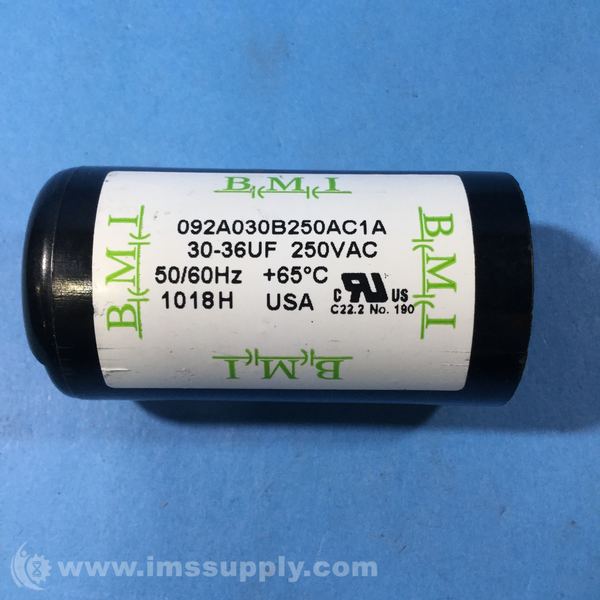 B.M.I
092A030B250AC1A
30-36UF 250VAC
50/60Hz +65°C
1018H USA
C UR US
C22.2 No. 190
B.M.I
B.M.I
B.M.I
www.imssupply.com